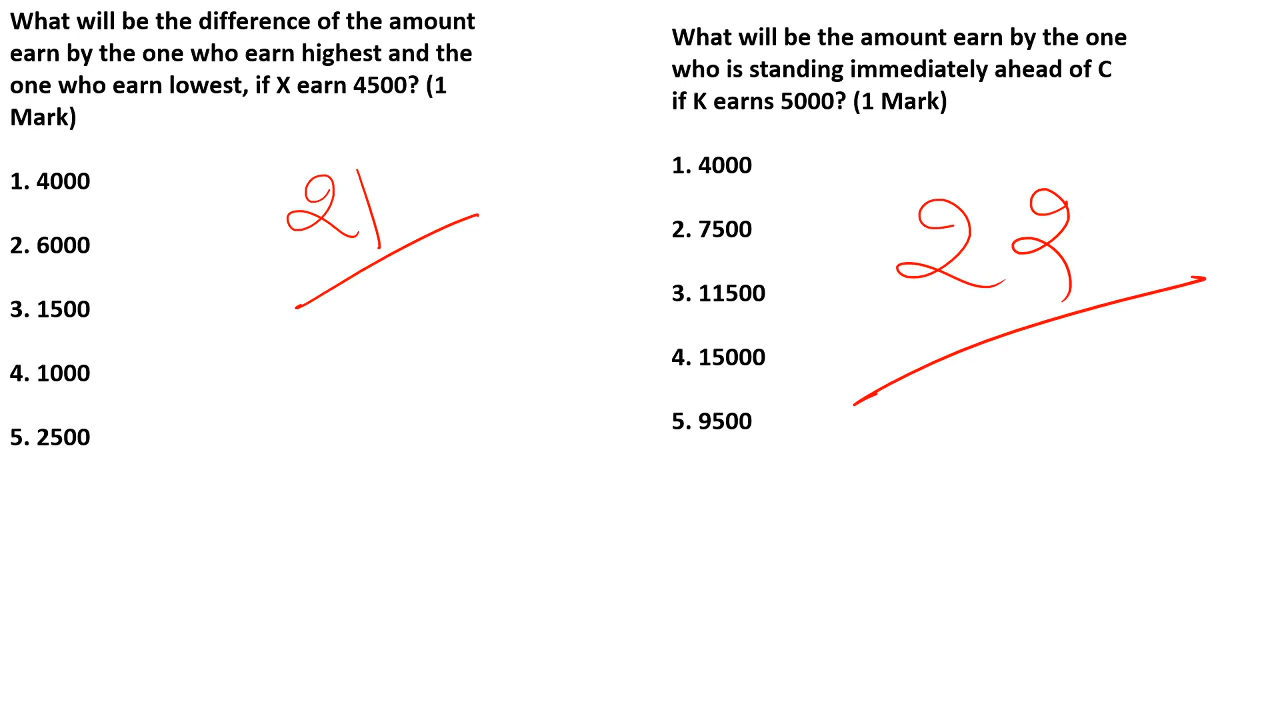 What will be the difference of the amount
earn by the one who earn highest and the
one who earn lowest, if X earn 4500? (1
Mark)
1. 4000
2. 6000
3. 1500
4. 1000
5. 2500
21
What will be the amount earn by the one
who is standing immediately ahead of C
if K earns 5000? (1 Mark)
1. 4000
2. 7500
3. 11500
4. 15000
5. 9500
22